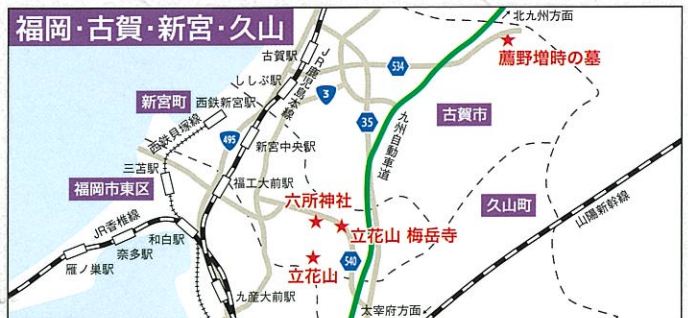 福岡・古賀・新宮・久山
北九州方面
薦野増時の墓
古賀駅
JR鹿児島本線
534
ししぶ駅
3
新宮町
西鉄新宮駅
古賀市
35
西鉄貝塚線
495
九州自動車道
新宮中央駅
三苫駅
福岡市東区
福工大前駅
六所神社
久山町
山陽新幹線
立花山 梅岳寺
JR香椎線
和白駅
奈多駅
雁ノ巣駅
540
立花山
九産大前駅
太宰府方面